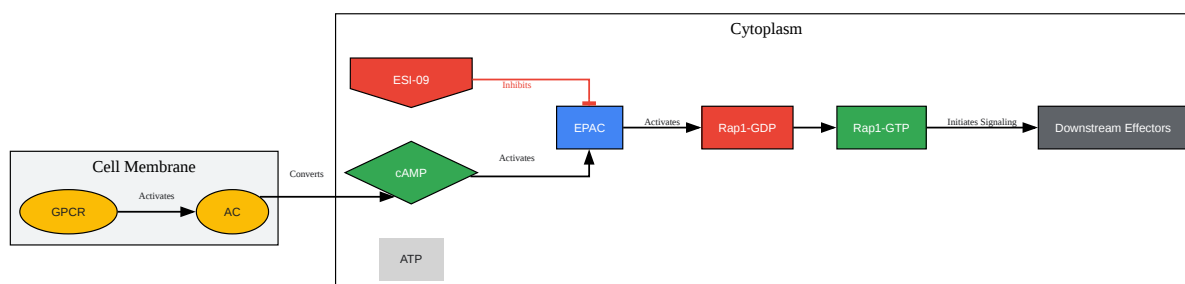 Cytoplasm
ESI-09
Inhibits
EPAC
Activates
Rap1-GDP
Rap1-GTP
Initiates Signaling
Downstream Effectors
Cell Membrane
GPCR
Activates
AC
Converts
cAMP
Activates
ATP